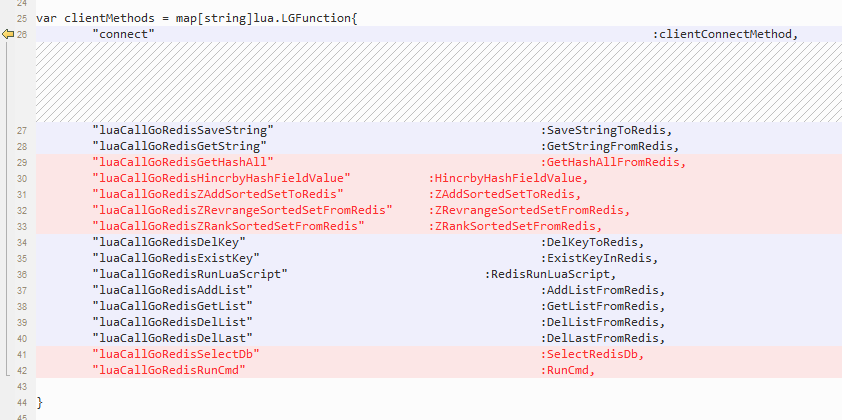 24
25 var clientMethods = map[string]lua.LGFunction{
26 "connect" :clientConnectMethod,
27 "luaCallGoRedisSaveString" :SaveStringToRedis,
28 "luaCallGoRedisGetString" :GetStringFromRedis,
29 "luaCallGoRedisGetHashAll" :GetHashAllFromRedis,
30 "luaCallGoRedisHincrbyHashFieldValue" :HincrbyHashFieldValue,
31 "luaCallGoRedisZAddSortedSetToRedis" :ZAddSortedSetToRedis,
32 "luaCallGoRedisZRevrangeSortedSetFromRedis" :ZRevrangeSortedSetFromRedis,
33 "luaCallGoRedisZRankSortedSetFromRedis" :ZRankSortedSetFromRedis,
34 "luaCallGoRedisDelKey" :DelKeyToRedis,
35 "luaCallGoRedisExistKey" :ExistKeyInRedis,
36 "luaCallGoRedisRunLuaScript" :RedisRunLuaScript,
37 "luaCallGoRedisAddList" :AddListFromRedis,
38 "luaCallGoRedisGetList" :GetListFromRedis,
39 "luaCallGoRedisDelList" :DelListFromRedis,
40 "luaCallGoRedisDelLast" :DelLastFromRedis,
41 "luaCallGoRedisSelectDb" :SelectRedisDb,
42 "luaCallGoRedisRunCmd" :RunCmd,
43
44 }
45